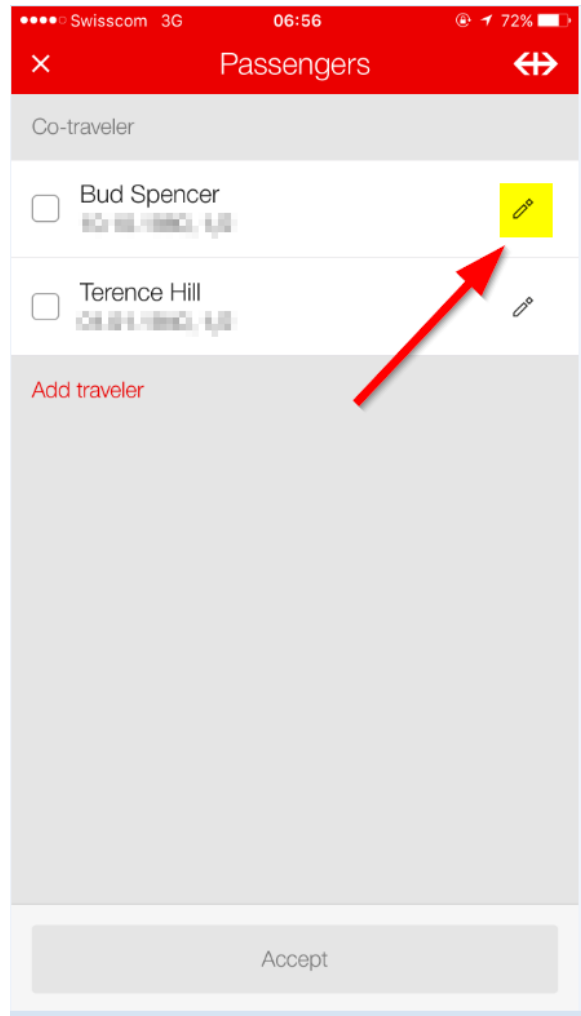 Swisscom 3G 06:56 72%
Passengers
Co-traveler
Bud Spencer
Terence Hill
Add traveler
Accept